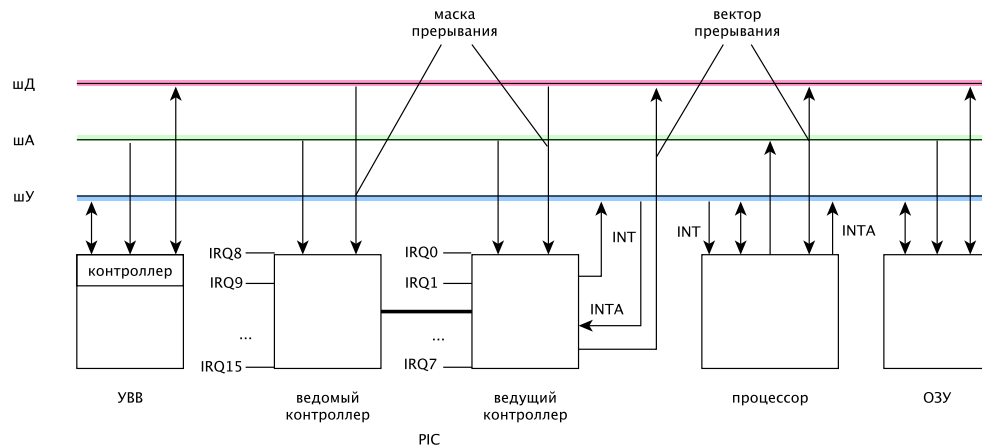 маска
прерывания
вектор
прерывания
шД
шА
шУ
контроллер
IRQ8
IRQ9
...
IRQ15
IRQ0
IRQ1
...
IRQ7
INT
INTA
INT
INTA
УВВ
ведомый
контроллер
ведущий
контроллер
процессор
ОЗУ
PIC